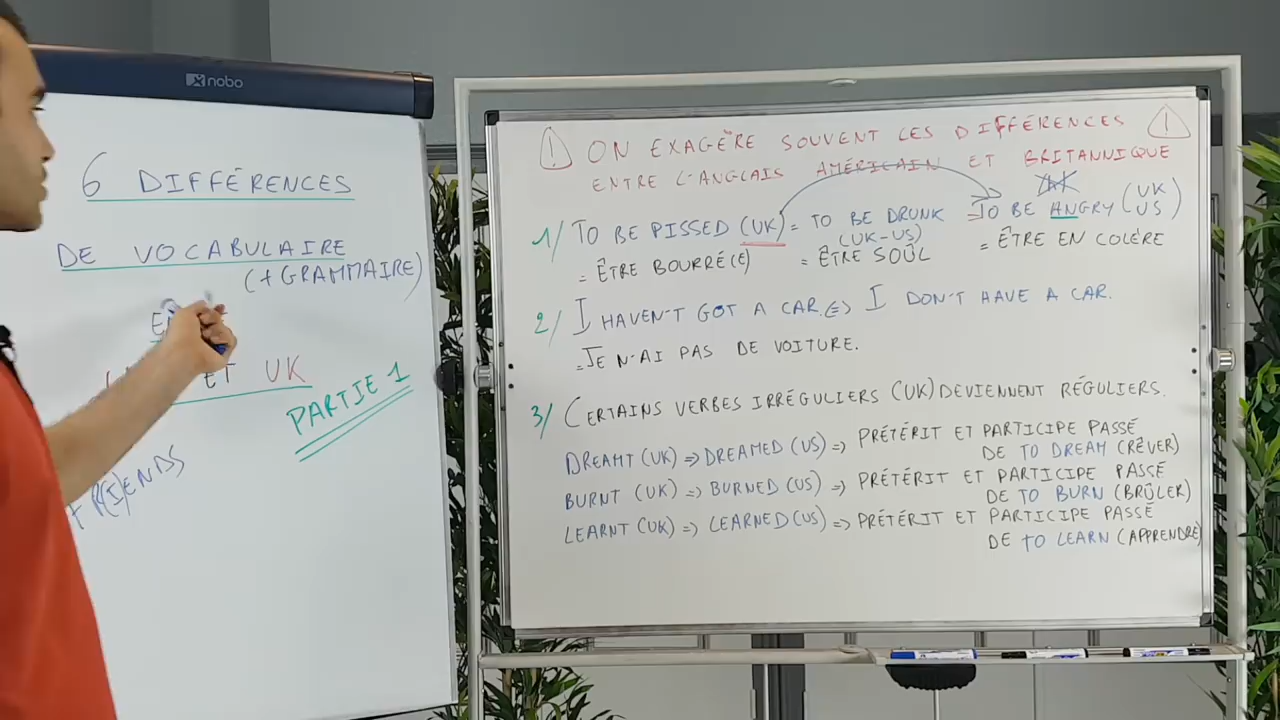 nobo
6 DIFFÉRENCES
DE VOCABULAIRE
(+ GRAMMAIRE)
ET UK
PARTIE 1
FR(I)ENDS
ON EXAGÈRE SOUVENT LES DIFFÉRENCES
ENTRE L'ANGLAIS AMÉRICAIN ET BRITANNIQUE
1/ TO BE PISSED (UK) = TO BE DRUNK = TO BE ANGRY (UK US)
(UK-US)
= ÊTRE BOURRÉ(E) = ÊTRE SOÛL = ÊTRE EN COLÈRE
2/ I HAVEN'T GOT A CAR. <=> I DON'T HAVE A CAR.
= JE N'AI PAS DE VOITURE.
3/ CERTAINS VERBES IRRÉGULIERS (UK) DEVIENNENT RÉGULIERS.
DREAMT (UK) => DREAMED (US) => PRÉTÉRIT ET PARTICIPE PASSÉ
DE TO DREAM (RÊVER)
BURNT (UK) => BURNED (US) => PRÉTÉRIT ET PARTICIPE PASSÉ
DE TO BURN (BRÛLER)
LEARNT (UK) => LEARNED (US) => PRÉTÉRIT ET PARTICIPE PASSÉ
DE TO LEARN (APPRENDRE)